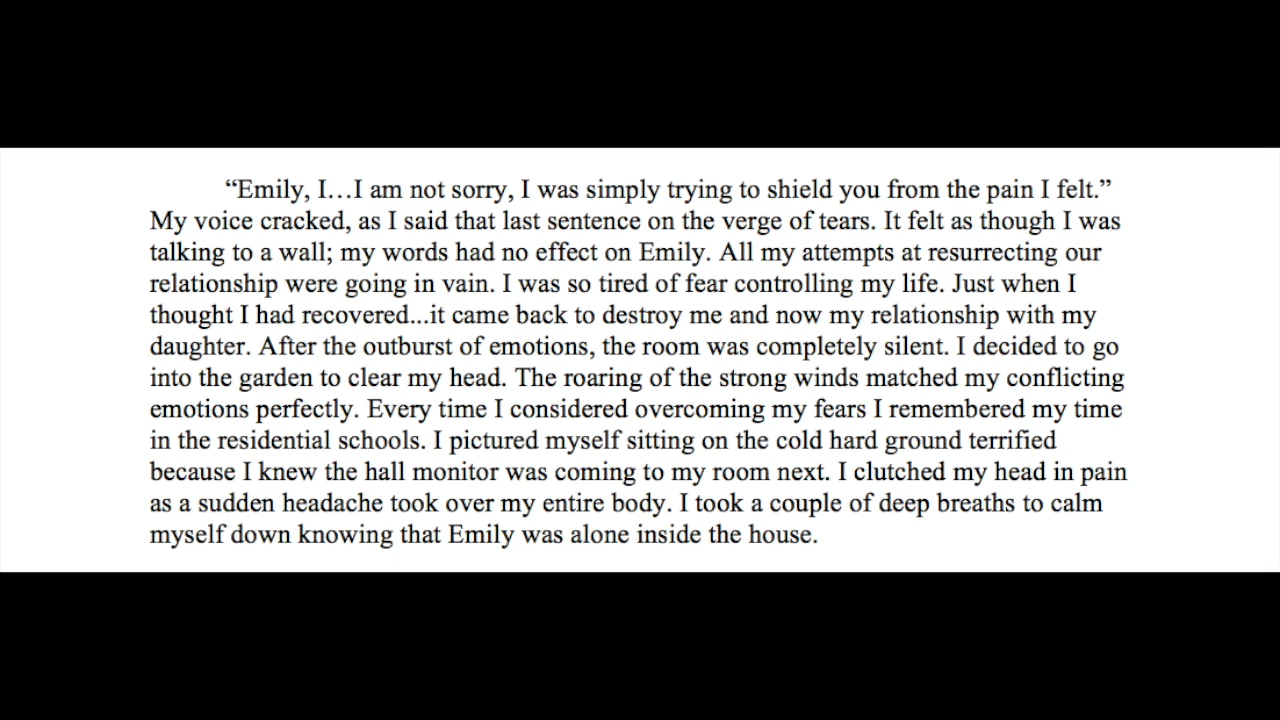 “Emily, I…I am not sorry, I was simply trying to shield you from the pain I felt.”
My voice cracked, as I said that last sentence on the verge of tears. It felt as though I was
talking to a wall; my words had no effect on Emily. All my attempts at resurrecting our
relationship were going in vain. I was so tired of fear controlling my life. Just when I
thought I had recovered...it came back to destroy me and now my relationship with my
daughter. After the outburst of emotions, the room was completely silent. I decided to go
into the garden to clear my head. The roaring of the strong winds matched my conflicting
emotions perfectly. Every time I considered overcoming my fears I remembered my time
in the residential schools. I pictured myself sitting on the cold hard ground terrified
because I knew the hall monitor was coming to my room next. I clutched my head in pain
as a sudden headache took over my entire body. I took a couple of deep breaths to calm
myself down knowing that Emily was alone inside the house.